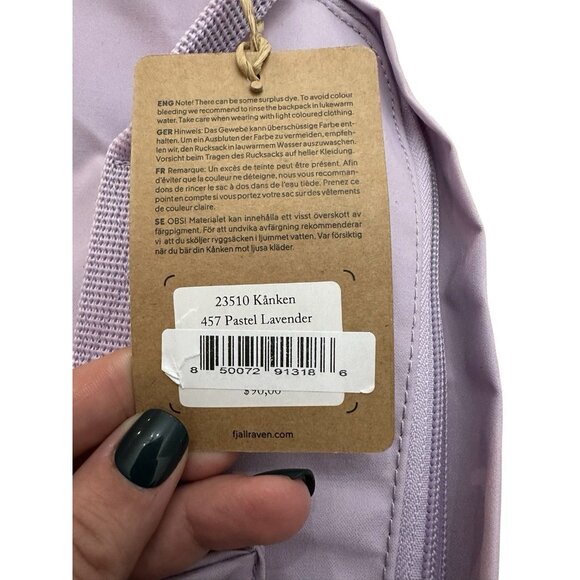 ENG Note! There can be some surplus dye. To avoid colour
bleeding we recommend to rinse the backpack in lukewarm
water. Take care when wearing with light coloured clothing.
GER Hinweis: Das Gewebe kann überschüssige Farbe ent-
halten. Um ein Ausbluten der Farbe zu vermeiden, empfeh-
len wir, den Rucksack in lauwarmem Wasser auszuwaschen.
Vorsicht beim Tragen des Rucksacks auf heller Kleidung.
FR Remarque: Un excès de teinte peut être présent. Afin
d'éviter que la couleur ne déteigne, nous vous recomman-
dons de rincer le sac à dos dans de l'eau tiède. Prenez ce
point en compte si vous portez le sac sur des vêtements
de couleur claire.
SE OBS! Materialet kan innehålla ett visst överskott av
färgpigment. För att undvika avfärgning rekommenderar
vi att du sköljer ryggsäcken i ljummet vatten. Var försiktig
när du bär din Kånken mot ljusa kläder.
23510 Kånken
457 Pastel Lavender
8 50072 91318 6
$90,00
fjallraven.com